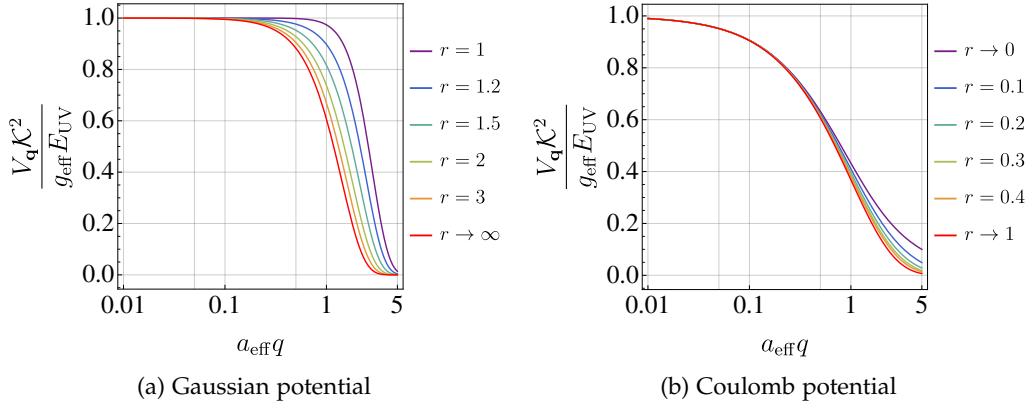 V_q K² / g_eff E_UV
1.0
0.8
0.6
0.4
0.2
0.0
0.01
0.1
1
5
a_eff q
r = 1
r = 1.2
r = 1.5
r = 2
r = 3
r → ∞
(a) Gaussian potential
V_q K² / g_eff E_UV
1.0
0.8
0.6
0.4
0.2
0.0
0.01
0.1
1
5
a_eff q
r → 0
r = 0.1
r = 0.2
r = 0.3
r = 0.4
r → 1
(b) Coulomb potential